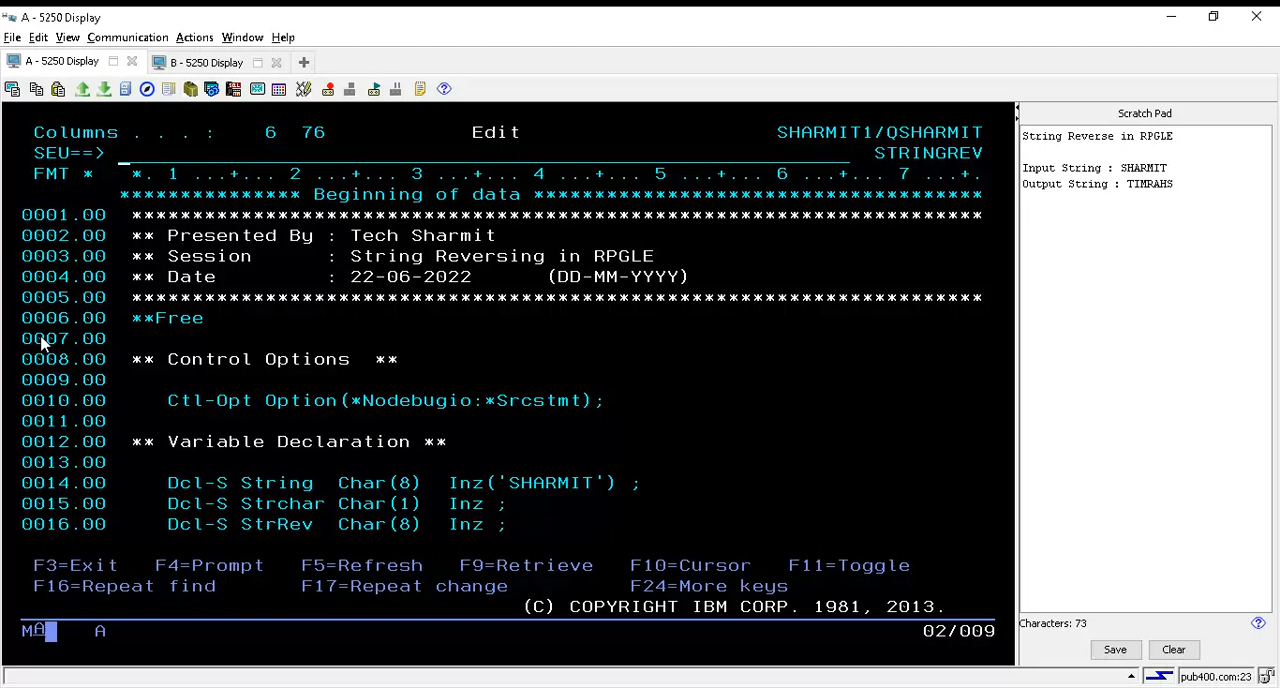 A - 5250 Display
File Edit View Communication Actions Window Help
A - 5250 Display B - 5250 Display
Columns . . . : 6 76 Edit SHARMIT1/QSHARMIT
SEU==> STRINGREV
FMT * *. 1 ...+... 2 ...+... 3 ...+... 4 ...+... 5 ...+... 6 ...+... 7 ...+.
*************** Beginning of data *************************************
0001.00 **********************************************************************
0002.00 ** Presented By : Tech Sharmit
0003.00 ** Session : String Reversing in RPGLE
0004.00 ** Date : 22-06-2022 (DD-MM-YYYY)
0005.00 **********************************************************************
0006.00 **Free
0007.00
0008.00 ** Control Options **
0009.00
0010.00 Ctl-Opt Option(*Nodebugio:*Srcstmt);
0011.00
0012.00 ** Variable Declaration **
0013.00
0014.00 Dcl-S String Char(8) Inz('SHARMIT') ;
0015.00 Dcl-S Strchar Char(1) Inz ;
0016.00 Dcl-S StrRev Char(8) Inz ;
F3=Exit F4=Prompt F5=Refresh F9=Retrieve F10=Cursor F11=Toggle
F16=Repeat find F17=Repeat change F24=More keys
(C) COPYRIGHT IBM CORP. 1981, 2013.
MA A 02/009
Scratch Pad
String Reverse in RPGLE
Input String : SHARMIT
Output String : TIMRAHS
Characters: 73
Save Clear
pub400.com:23